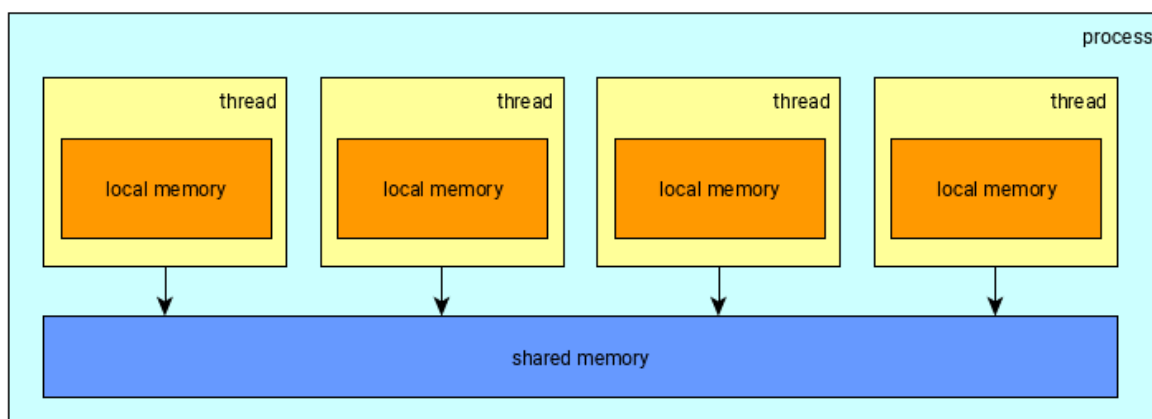 process
thread thread thread thread
local memory local memory local memory local memory
shared memory